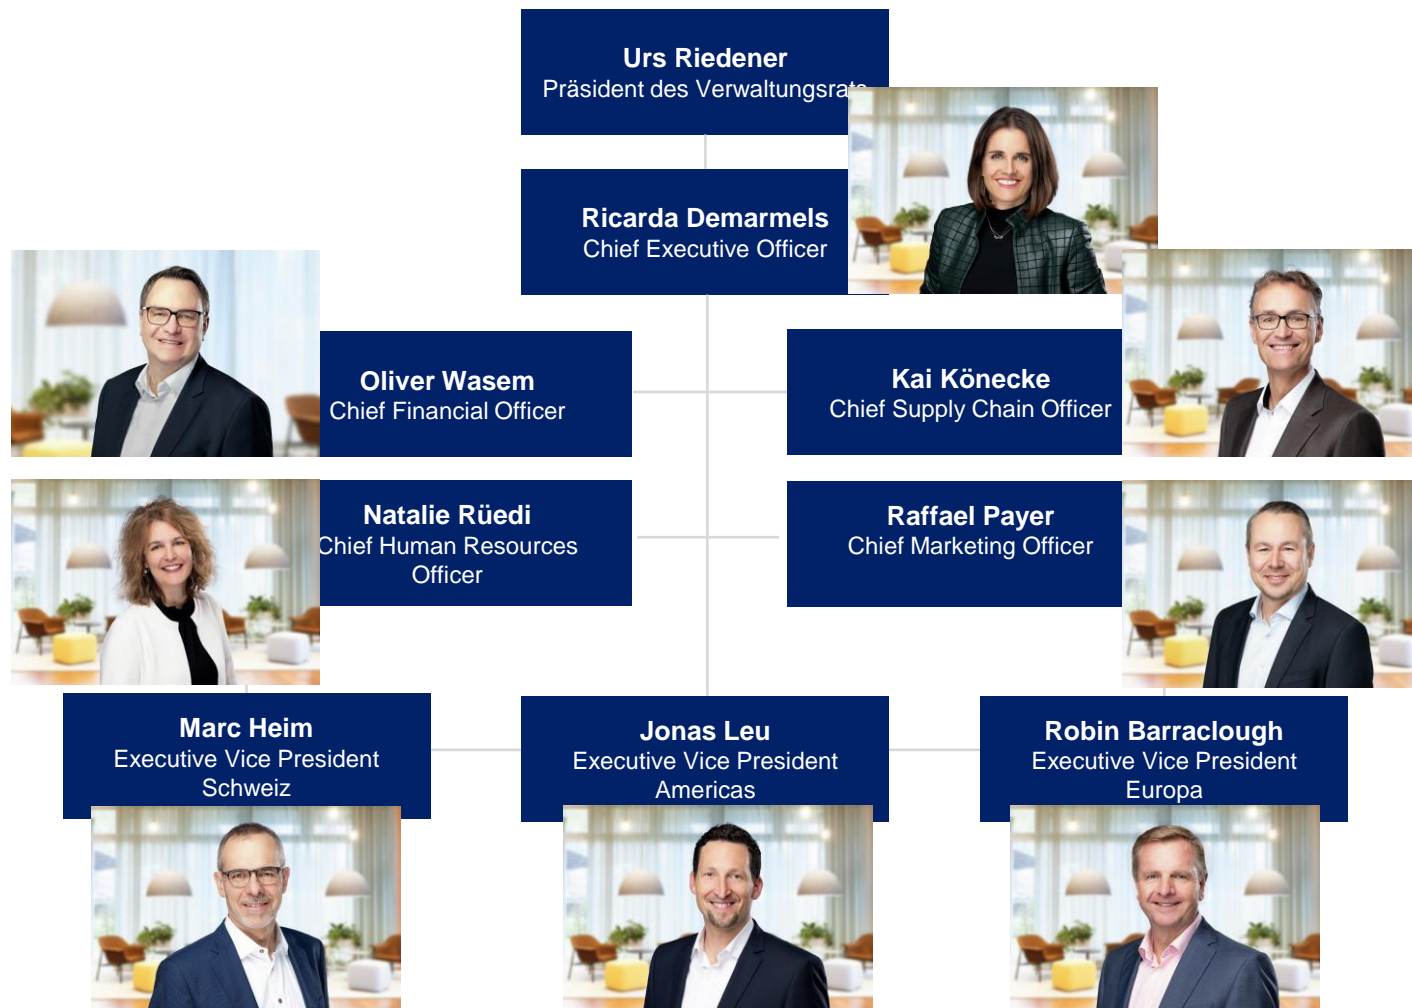 Urs Riedener
Präsident des Verwaltungsrats
Ricarda Demarmels
Chief Executive Officer
Oliver Wasem
Chief Financial Officer
Kai Könecke
Chief Supply Chain Officer
Natalie Rüedi
Chief Human Resources
Officer
Raffael Payer
Chief Marketing Officer
Marc Heim
Executive Vice President
Schweiz
Jonas Leu
Executive Vice President
Americas
Robin Barraclough
Executive Vice President
Europa